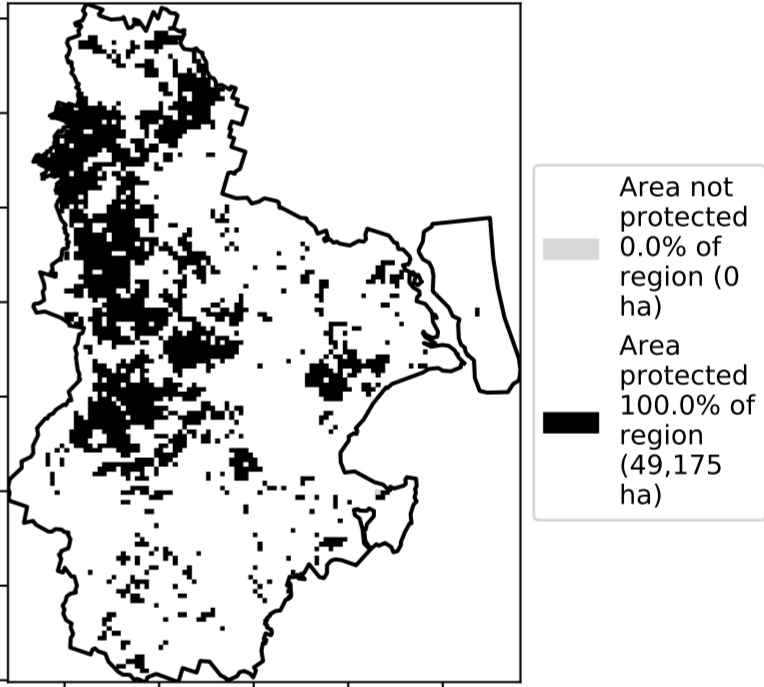 Area not
protected
0.0% of
region (0
ha)
Area
protected
100.0% of
region
(49,175
ha)